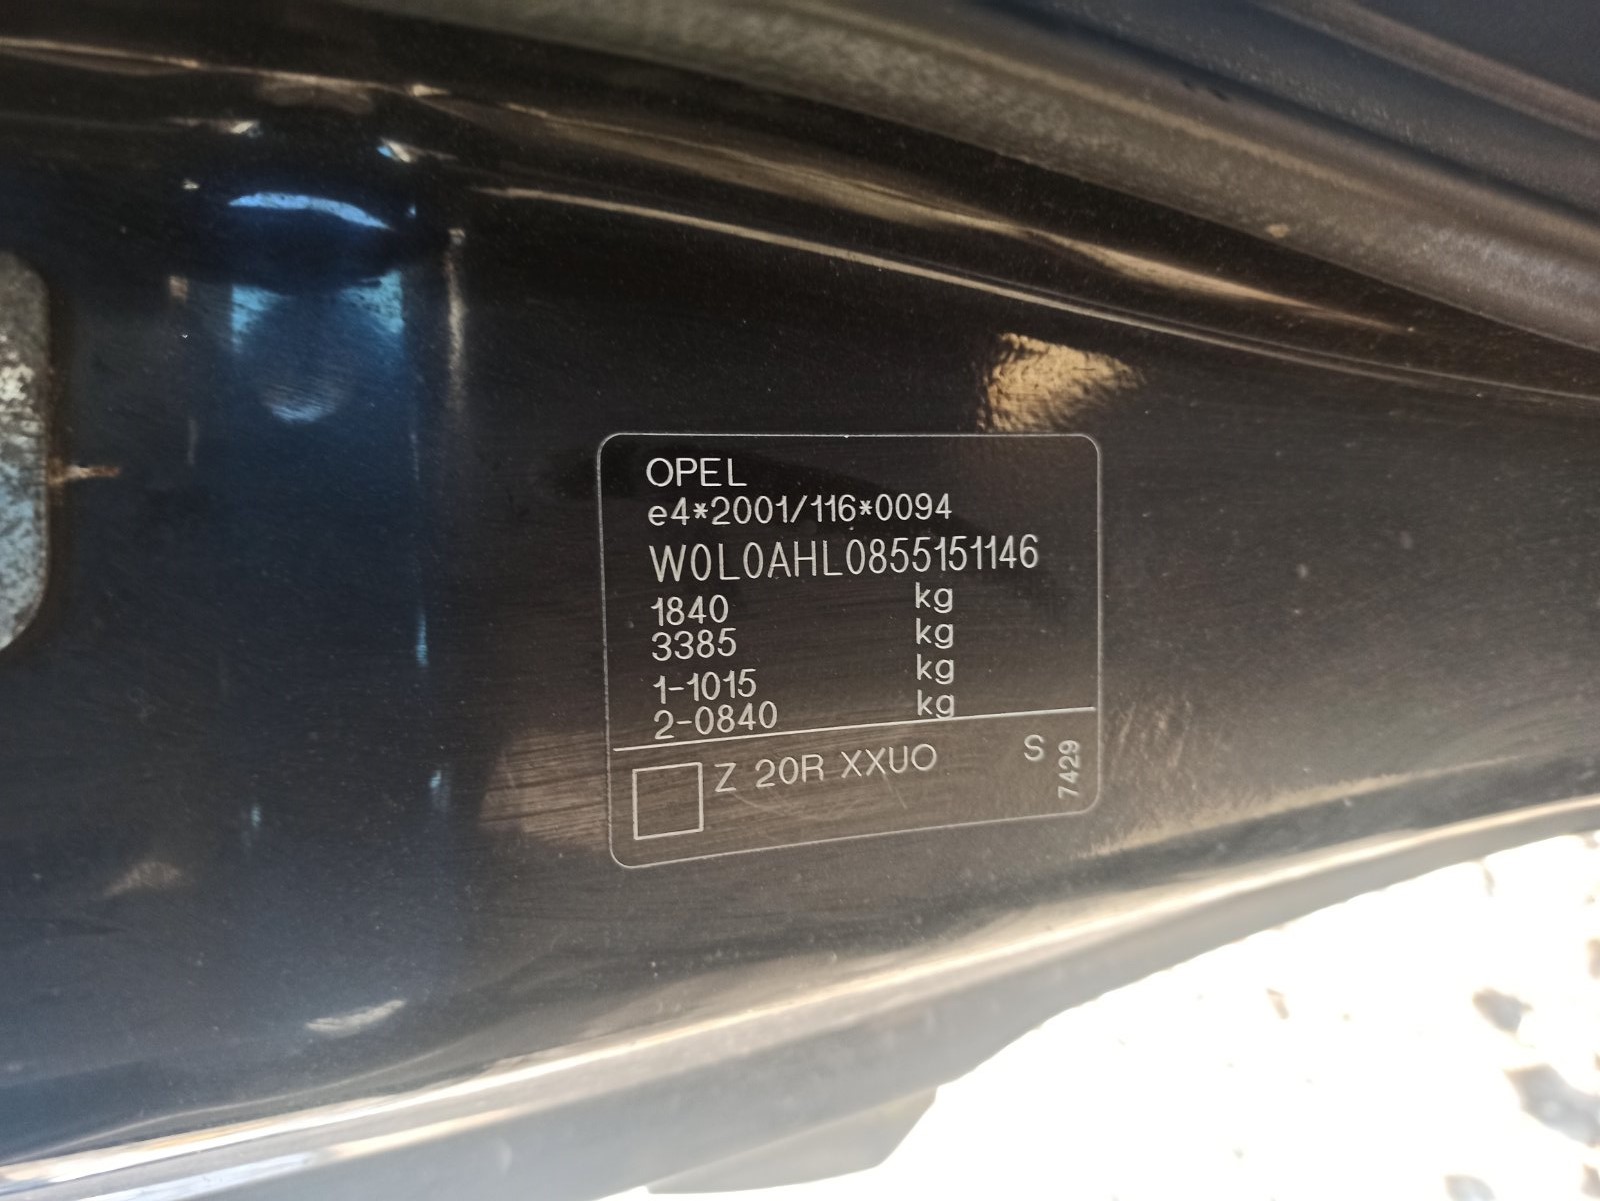 OPEL
e4*2001/116*0094
W0L0AHL0855151146
1840 kg
3385 kg
1-1015 kg
2-0840 kg
Z 20R XXUO S
7429